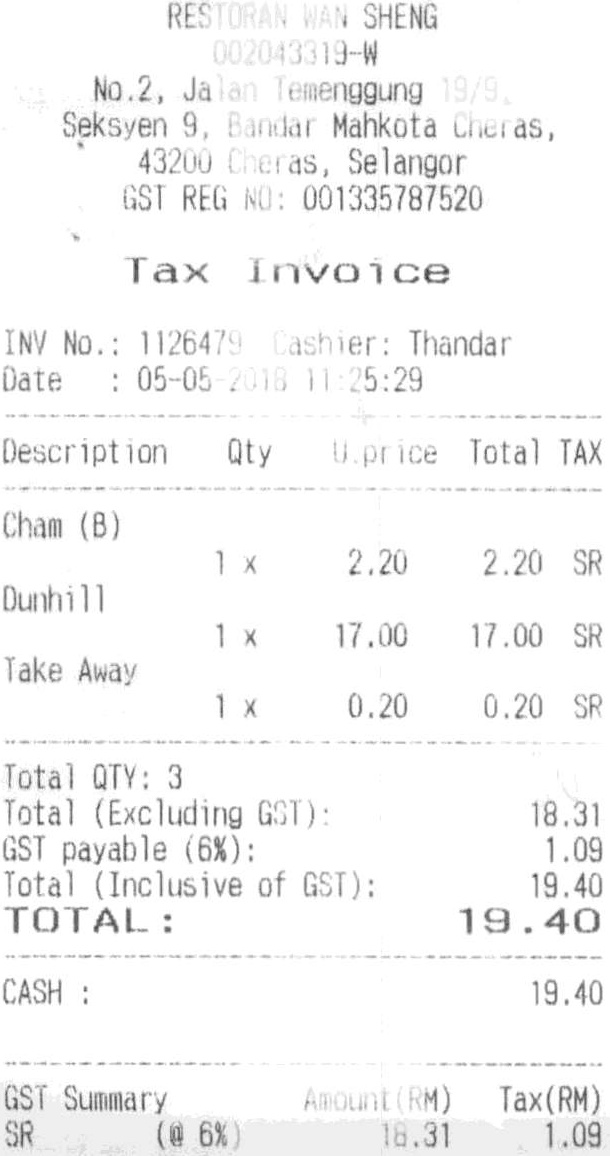 RESTORAN WAN SHENG
002043319-W
No.2, Jalan Temenggung 19/9,
Seksyen 9, Bandar Mahkota Cheras,
43200 Cheras, Selangor
GST REG NO: 001335787520
Tax Invoice
INV No.: 1126479 Cashier: Thandar
Date : 05-05-2018 11:25:29
Description Qty U.price Total TAX
Cham (B)
1 x 2.20 2.20 SR
Dunhill
1 x 17.00 17.00 SR
Take Away
1 x 0.20 0.20 SR
Total QTY: 3
Total (Excluding GST): 18.31
GST payable (6%): 1.09
Total (Inclusive of GST): 19.40
TOTAL: 19.40
CASH : 19.40
GST Summary Amount(RM) Tax(RM)
SR (@ 6%) 18.31 1.09